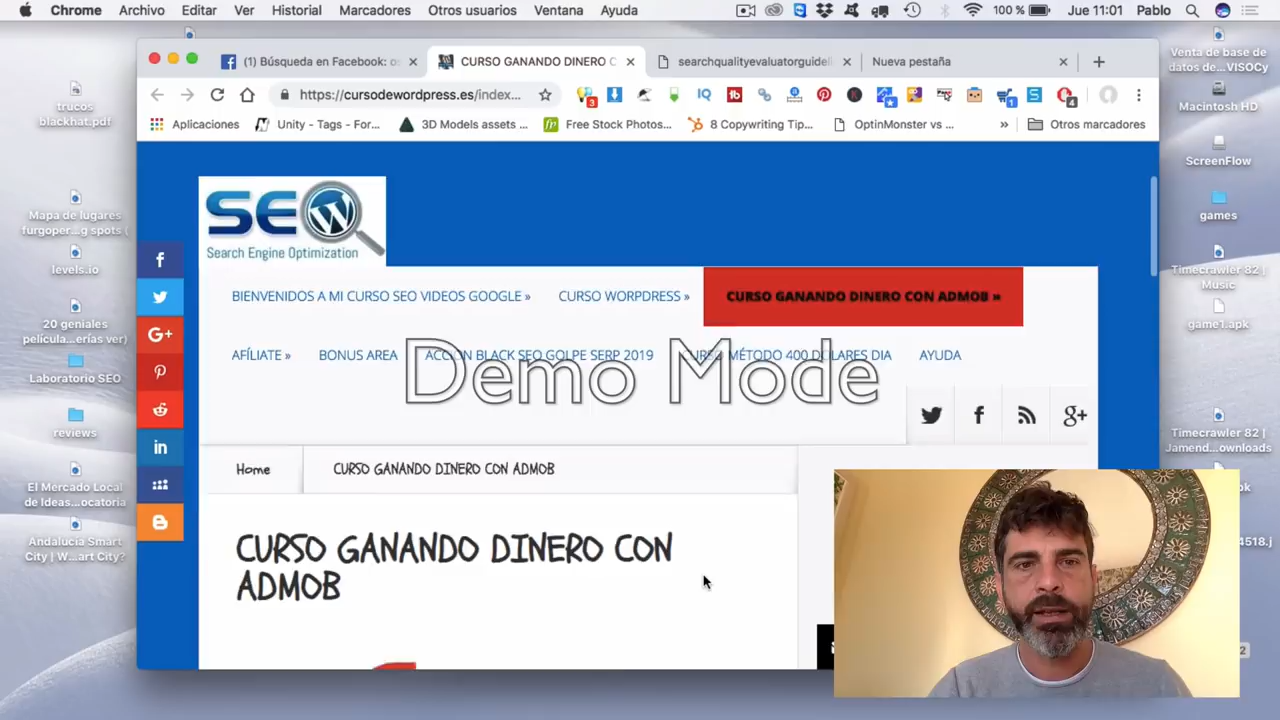 Chrome Archivo Editar Ver Historial Marcadores Otros usuarios Ventana Ayuda 100 % Jue 11:01 Pablo
(1) Búsqueda en Facebook: os
CURSO GANANDO DINERO C
searchqualityevaluatorguidel
Nueva pestaña
https://cursodewordpress.es/index...
Aplicaciones Unity - Tags - For... 3D Models assets ... Free Stock Photos... 8 Copywriting Tip... OptinMonster vs ... » Otros marcadores
trucos
blackhat.pdf
Mapa de lugares
furgoper...g spots (
levels.io
20 geniales
película...erías ver)
Laboratorio SEO
reviews
El Mercado Local
de Ideas...ocatoria
Andalucia Smart
City | W...art City?
SEO
Search Engine Optimization
BIENVENIDOS A MI CURSO SEO VIDEOS GOOGLE »
CURSO WORPDRESS »
CURSO GANANDO DINERO CON ADMOB »
AFÍLIATE »
BONUS AREA
ACCION BLACK SEO GOLPE SERP 2019
CURSO MÉTODO 400 DOLARES DIA
AYUDA
Demo Mode
Home
CURSO GANANDO DINERO CON ADMOB
CURSO GANANDO DINERO CON
ADMOB
Venta de base de
datos de...VISOCy
Macintosh HD
ScreenFlow
games
Timecrawler 82 |
Music
game1.apk
Timecrawler 82 |
Jamend...ownloads
4518.j